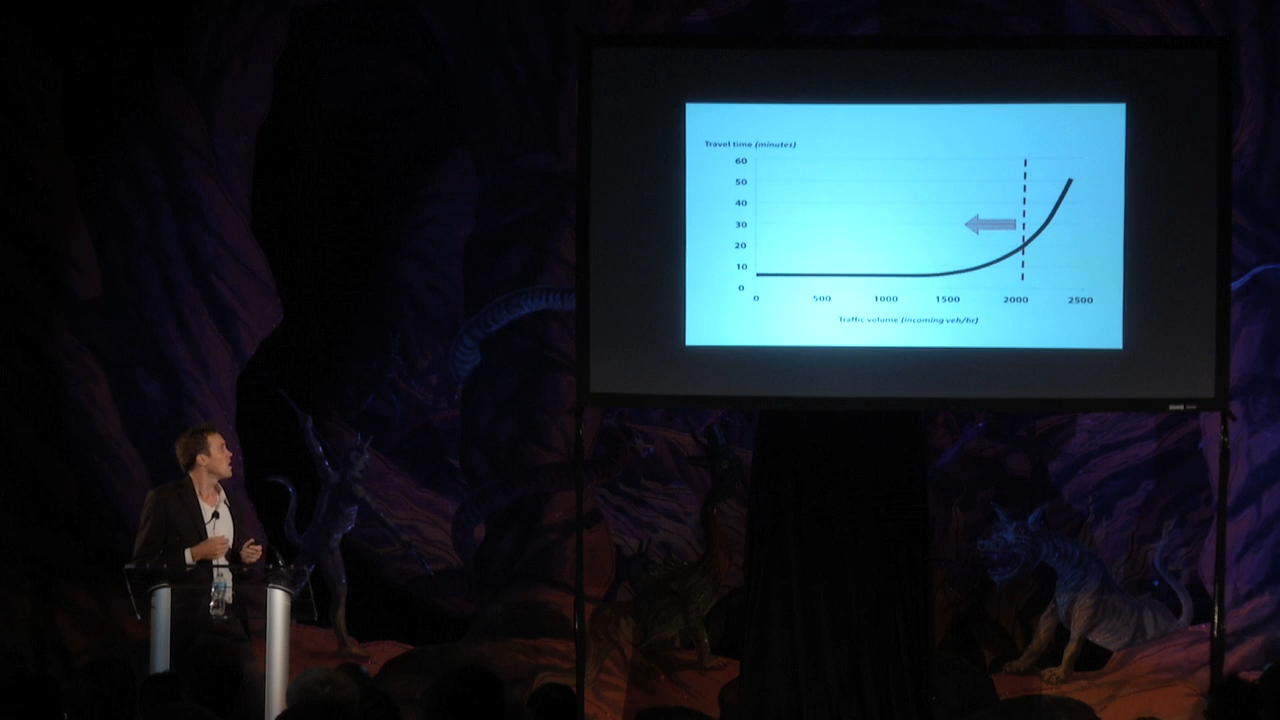 Travel time (minutes)
60
50
40
30
20
10
0
0 500 1000 1500 2000 2500
Traffic volume (incoming veh/hr)